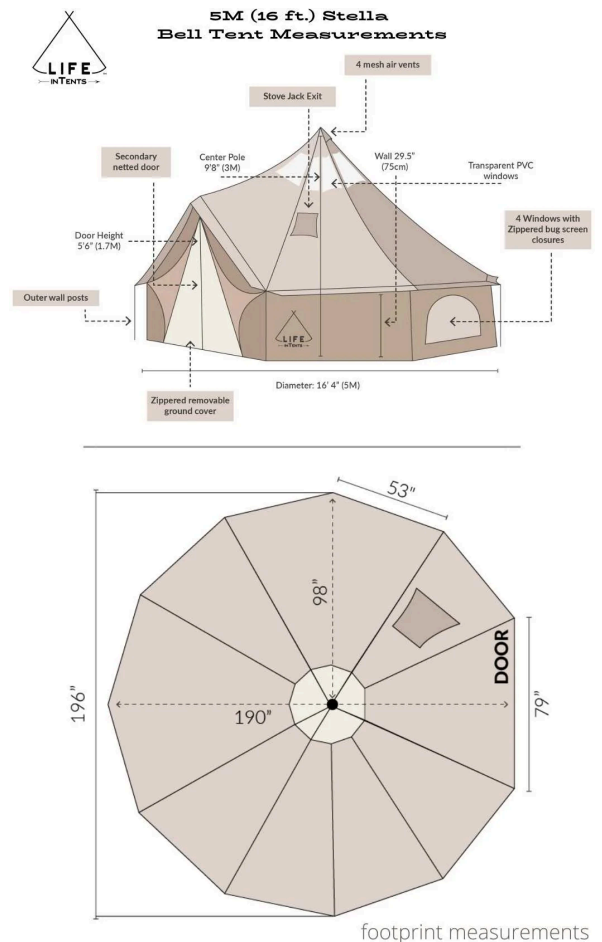 5M (16 ft.) Stella
Bell Tent Measurements
LIFE
INTENTS
4 mesh air vents
Stove Jack Exit
Secondary
netted door
Center Pole
9'8" (3M)
Wall 29.5"
(75cm)
Transparent PVC
windows
4 Windows with
Zippered bug screen
closures
Door Height
5'6" (1.7M)
Outer wall posts
LIFE
INTENTS
Diameter: 16' 4" (5M)
Zippered removable
ground cover
53"
98"
DOOR
196"
190"
79"
footprint measurements